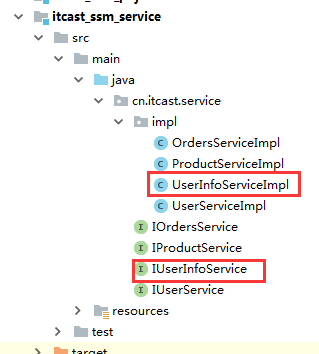 itcast_ssm_service
src
main
java
cn.itcast.service
impl
OrdersServiceImpl
ProductServiceImpl
UserInfoServiceImpl
UserServiceImpl
IOrdersService
IProductService
IUserInfoService
IUserService
resources
test
target